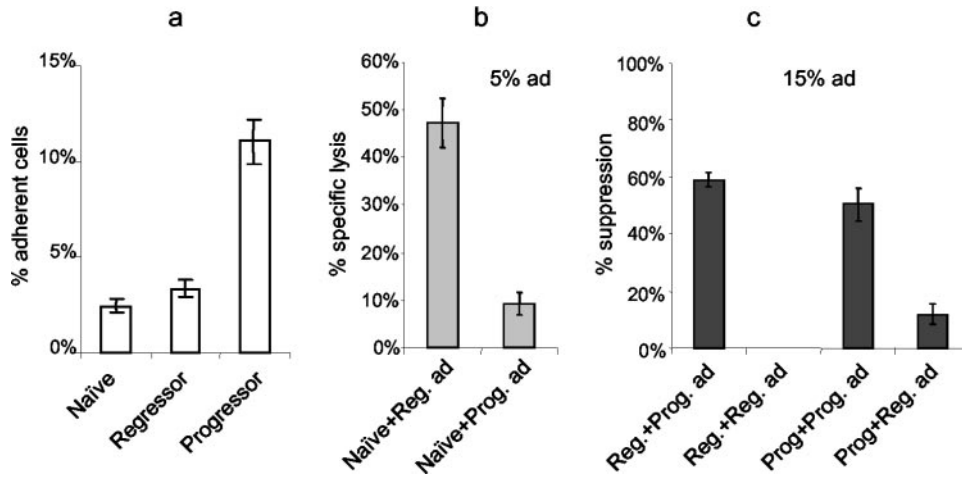 a
15%
10%
5%
0%
% adherent cells
Naïve
Regressor
Progressor
b
5% ad
60%
50%
40%
30%
20%
10%
0%
% specific lysis
Naïve+Reg. ad
Naïve+Prog. ad
c
15% ad
100%
80%
60%
40%
20%
0%
% suppression
Reg.+Prog. ad
Reg.+Reg. ad
Prog+Prog. ad
Prog+Reg. ad